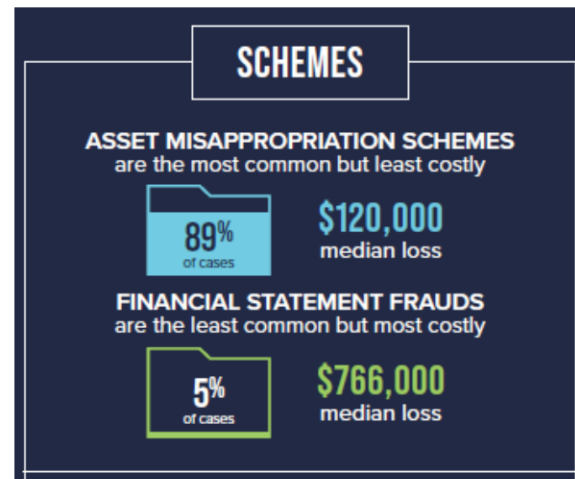 SCHEMES
ASSET MISAPPROPRIATION SCHEMES
are the most common but least costly
89%
of cases
$120,000
median loss
FINANCIAL STATEMENT FRAUDS
are the least common but most costly
5%
of cases
$766,000
median loss